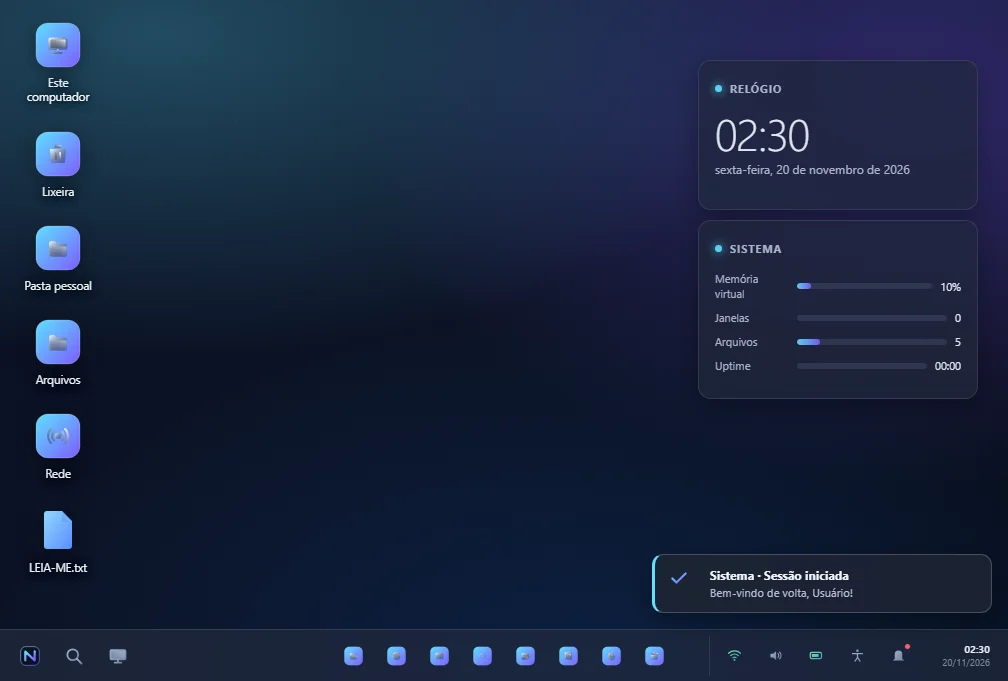 Este
computador
Lixeira
Pasta pessoal
Arquivos
Rede
LEIA-ME.txt
RELÓGIO
02:30
sexta-feira, 20 de novembro de 2026
SISTEMA
Memória
virtual
10%
Janelas
0
Arquivos
5
Uptime
00:00
Sistema · Sessão iniciada
Bem-vindo de volta, Usuário!
N
02:30
20/11/2026